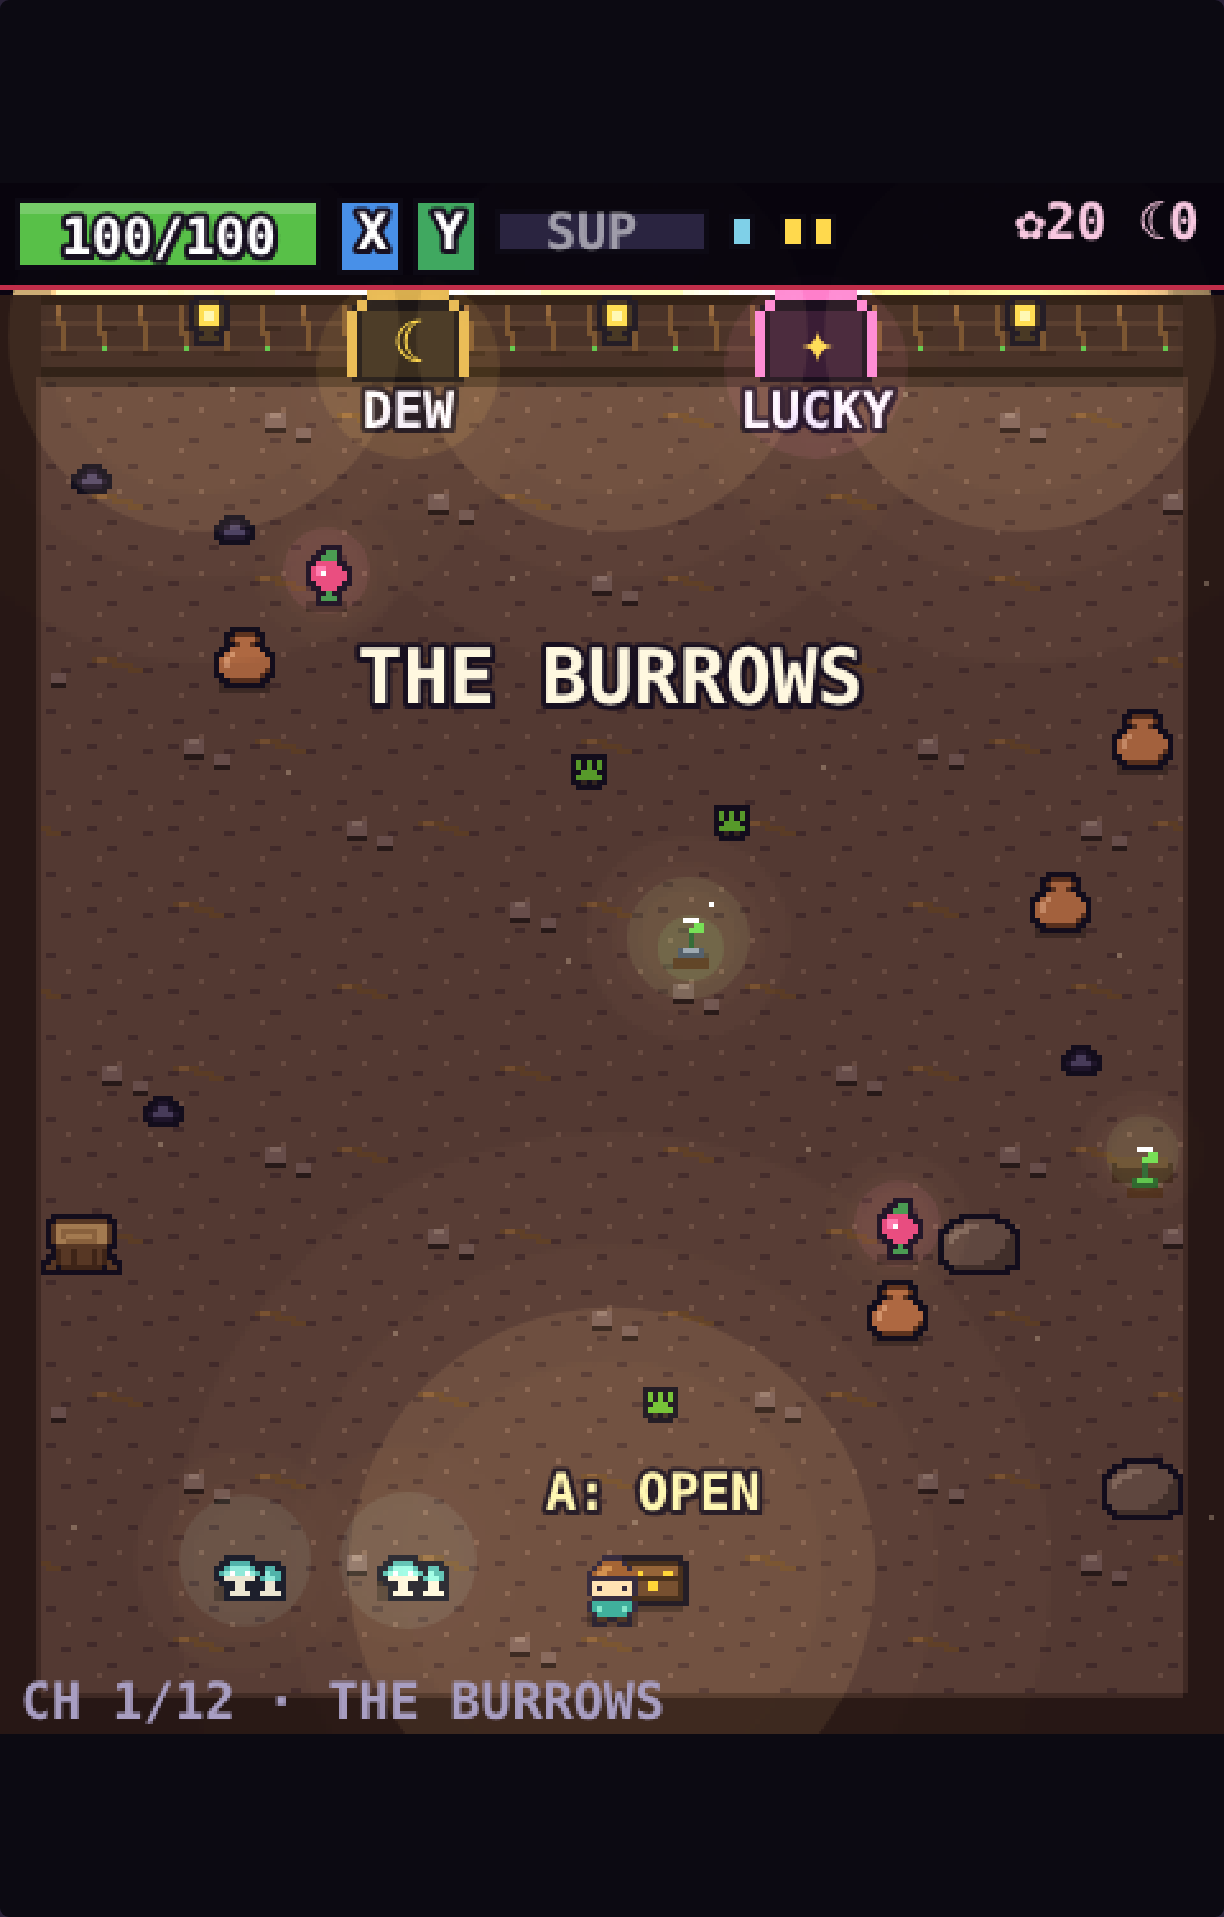 100/100 X Y SUP ✿20 ☾0
DEW LUCKY
THE BURROWS
A: OPEN
CH 1/12 · THE BURROWS